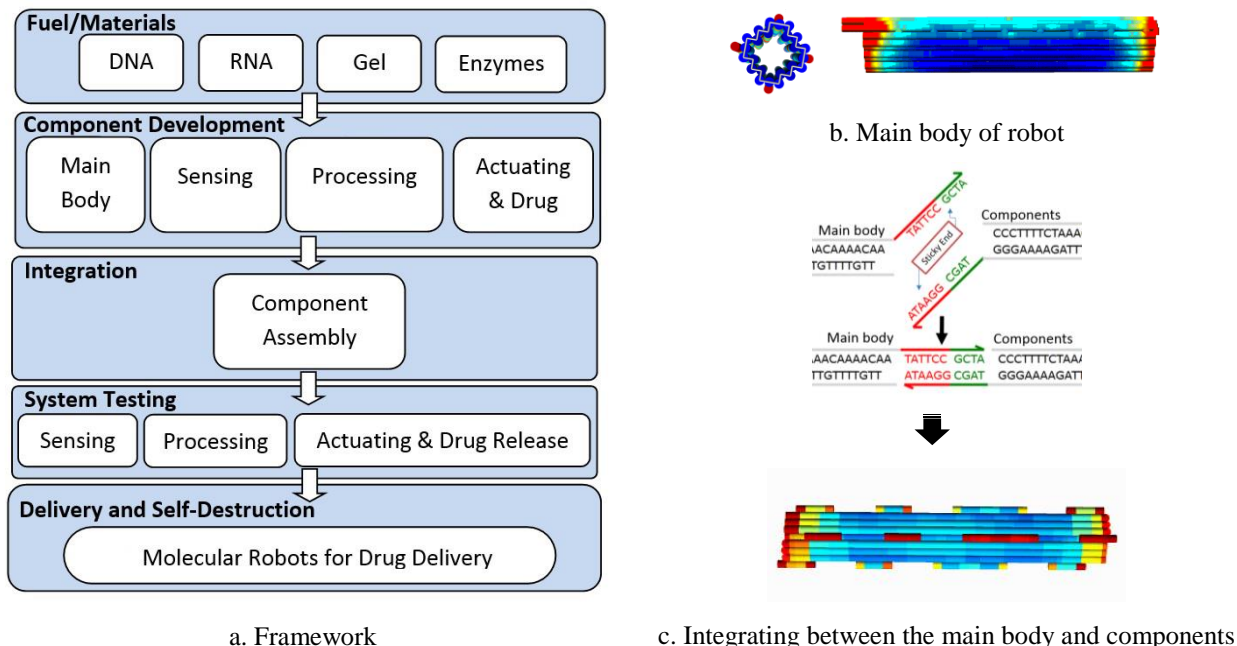 Fuel/Materials
DNA
RNA
Gel
Enzymes
Component Development
Main
Body
Sensing
Processing
Actuating
& Drug
Integration
Component
Assembly
System Testing
Sensing
Processing
Actuating & Drug Release
Delivery and Self-Destruction
Molecular Robots for Drug Delivery
a. Framework
b. Main body of robot
TATTCC GCTA
Main body
Components
ACAAAACAA
CCCTTTTCTAAA
TGTTTTGTT
GGGAAAAGATT
Sticky End
ATAAGG CGAT
Main body
Components
AACAAAACAA TATTCC GCTA CCCTTTTCTAAA
TTGTTTTGTT ATAAGG CGAT GGGAAAAGATT
c. Integrating between the main body and components